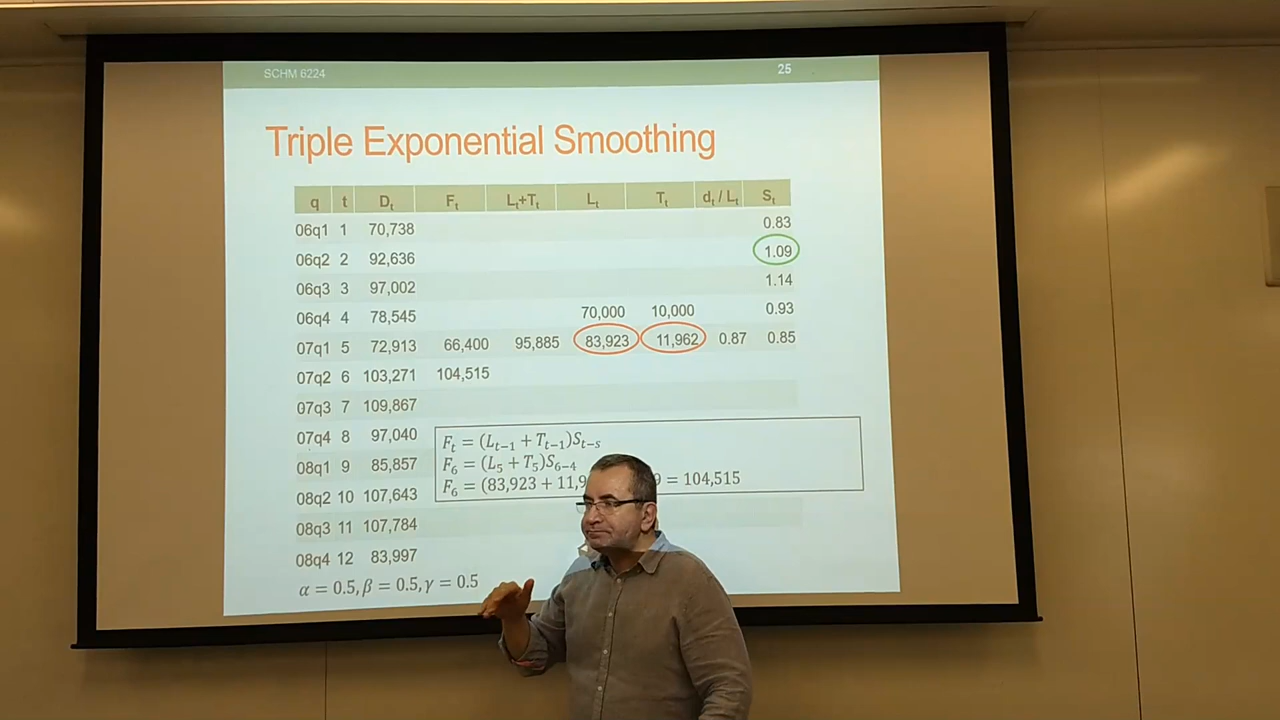 SCHM 6224 25
Triple Exponential Smoothing
q t Dₜ Fₜ Lₜ+Tₜ Lₜ Tₜ dₜ / Lₜ Sₜ
06q1 1 70,738 0.83
06q2 2 92,636 1.09
06q3 3 97,002 1.14
06q4 4 78,545 70,000 10,000 0.93
07q1 5 72,913 66,400 95,885 83,923 11,962 0.87 0.85
07q2 6 103,271 104,515
07q3 7 109,867
07q4 8 97,040
08q1 9 85,857
08q2 10 107,643
08q3 11 107,784
08q4 12 83,997
Fₜ = (Lₜ₋₁ + Tₜ₋₁)Sₜ₋ₛ
F₆ = (L₅ + T₅)S₆₋₄
F₆ = (83,923 + 11,9 9 = 104,515
α = 0.5, β = 0.5, γ = 0.5